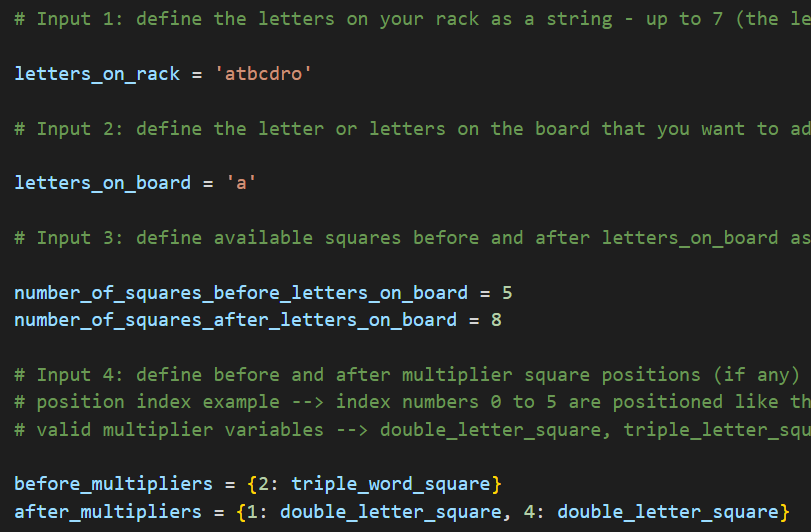 # Input 1: define the letters on your rack as a string - up to 7 (the
letters_on_rack = 'atbcdro'
# Input 2: define the letter or letters on the board that you want to
letters_on_board = 'a'
# Input 3: define available squares before and after letters_on_board as
number_of_squares_before_letters_on_board = 5
number_of_squares_after_letters_on_board = 8
# Input 4: define before and after multiplier square positions (if any)
# position index example --> index numbers 0 to 5 are positioned like
# valid multiplier variables --> double_letter_square,
before_multipliers = {2: triple_word_square}
after_multipliers = {1: double_letter_square, 4: double_letter_square}